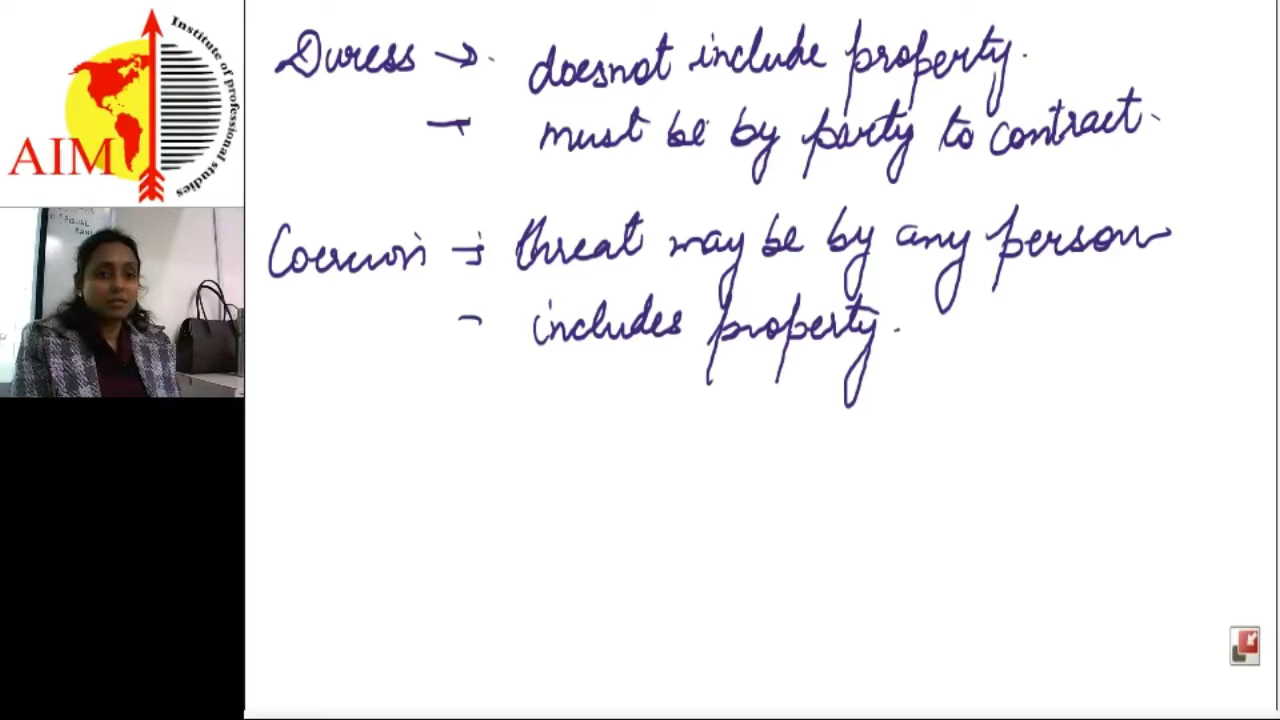 AIM
Institute of professional studies
EQUAL
Duress → doesnot include property.
→ must be by party to contract.
Coercion → threat may be by any person
- includes property.